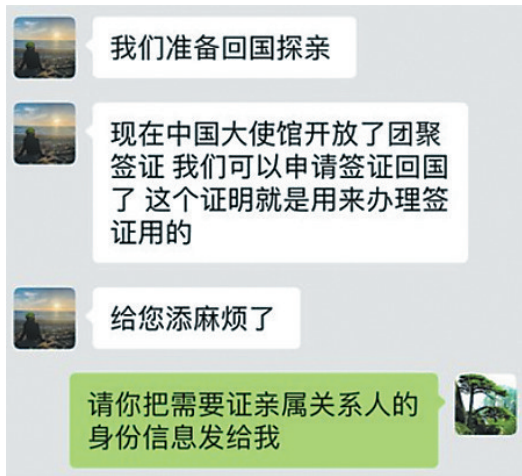 我们准备回国探亲
现在中国大使馆开放了团聚
签证 我们可以申请签证回国
了 这个证明就是用来办理签
证用的
给您添麻烦了
请你把需要证亲属关系人的
身份信息发给我